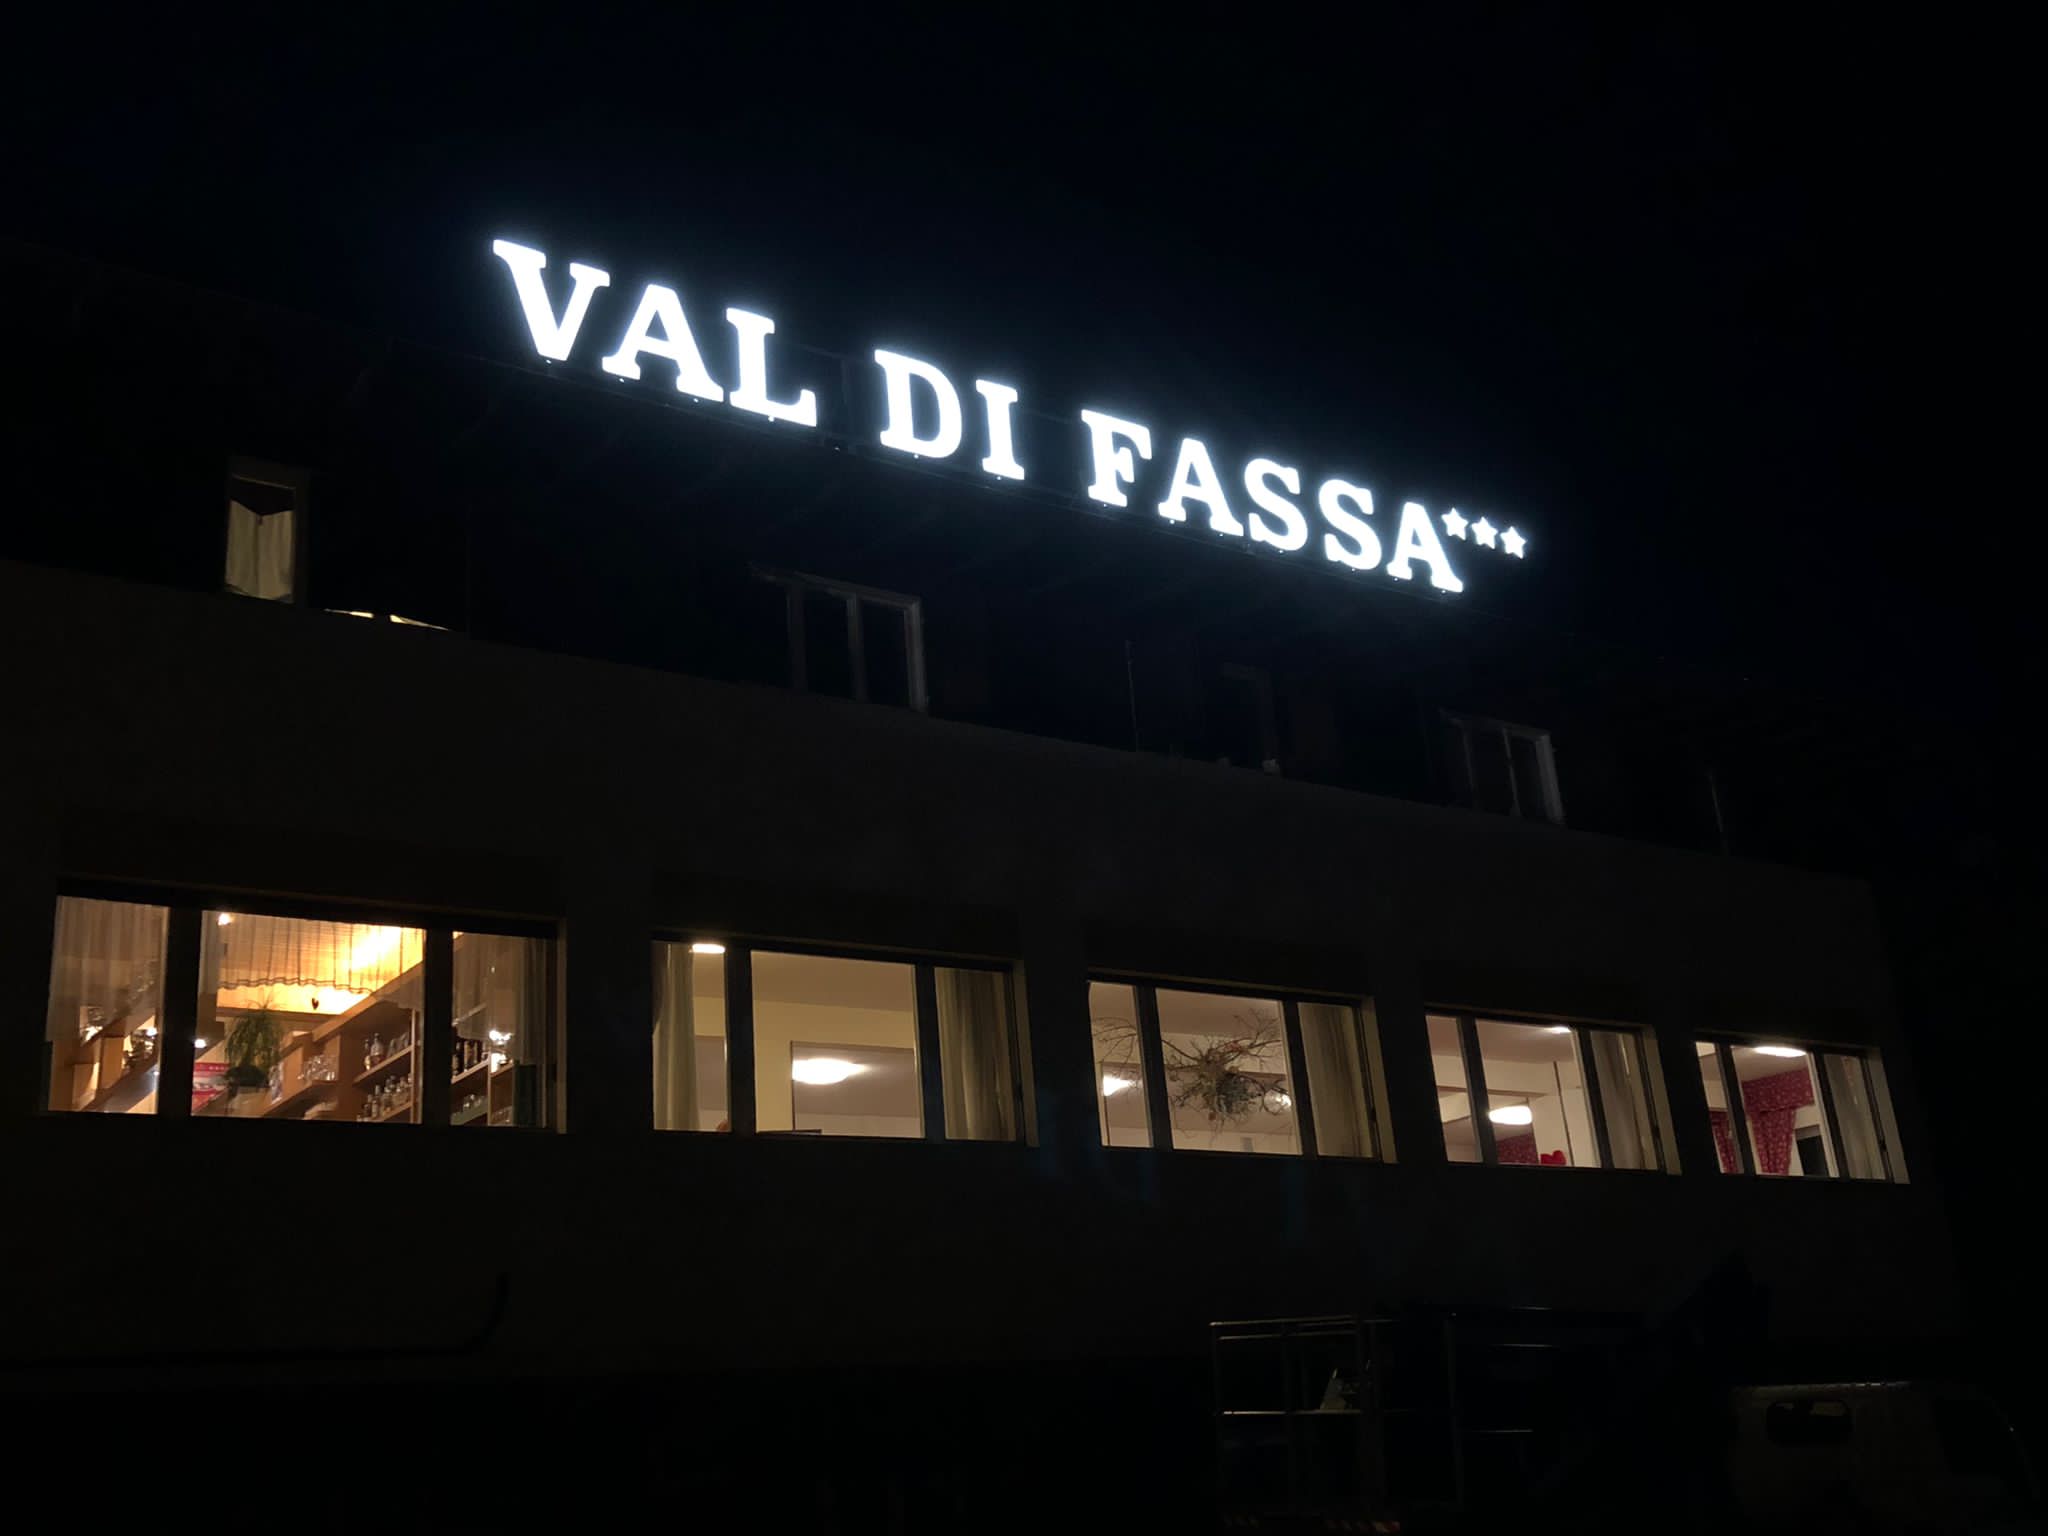 VAL DI FASSA***